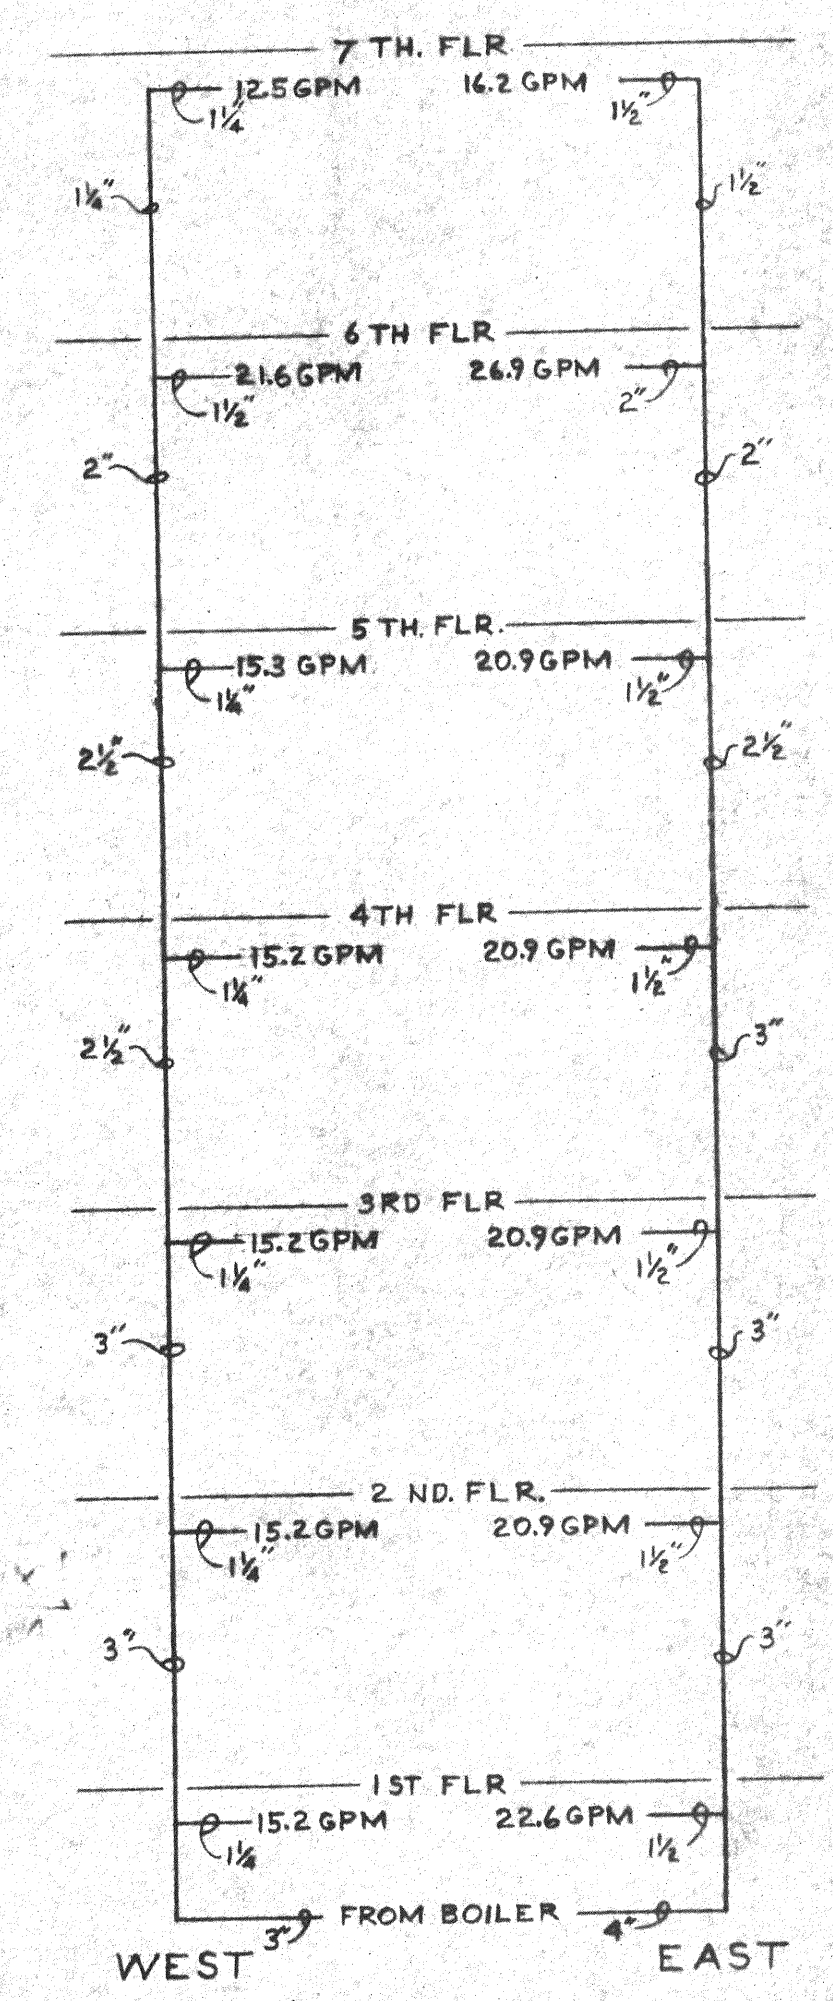 7 TH. FLR
12.5 GPM 16.2 GPM
1¼" 1½"
1¼" 1½"
6 TH FLR
21.6 GPM 26.9 GPM
1½" 2"
2" 2"
5 TH. FLR.
15.3 GPM 20.9 GPM
1¼" 1½"
2½" 2½"
4TH FLR
15.2 GPM 20.9 GPM
1¼" 1½"
2½" 3"
3RD FLR
15.2 GPM 20.9 GPM
1¼" 1½"
3" 3"
2 ND. FLR.
15.2 GPM 20.9 GPM
1¼" 1½"
3" 3"
1ST FLR
15.2 GPM 22.6 GPM
1¼ 1½
FROM BOILER
3" 4"
WEST EAST